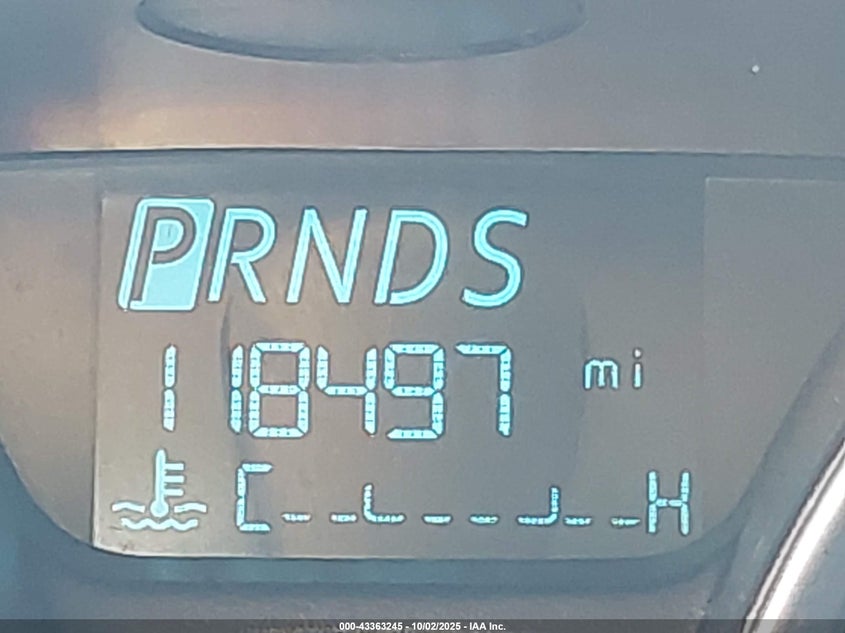 PRNDS
118497 mi
C H
000-43363245 - 10/02/2025 - IAA Inc.